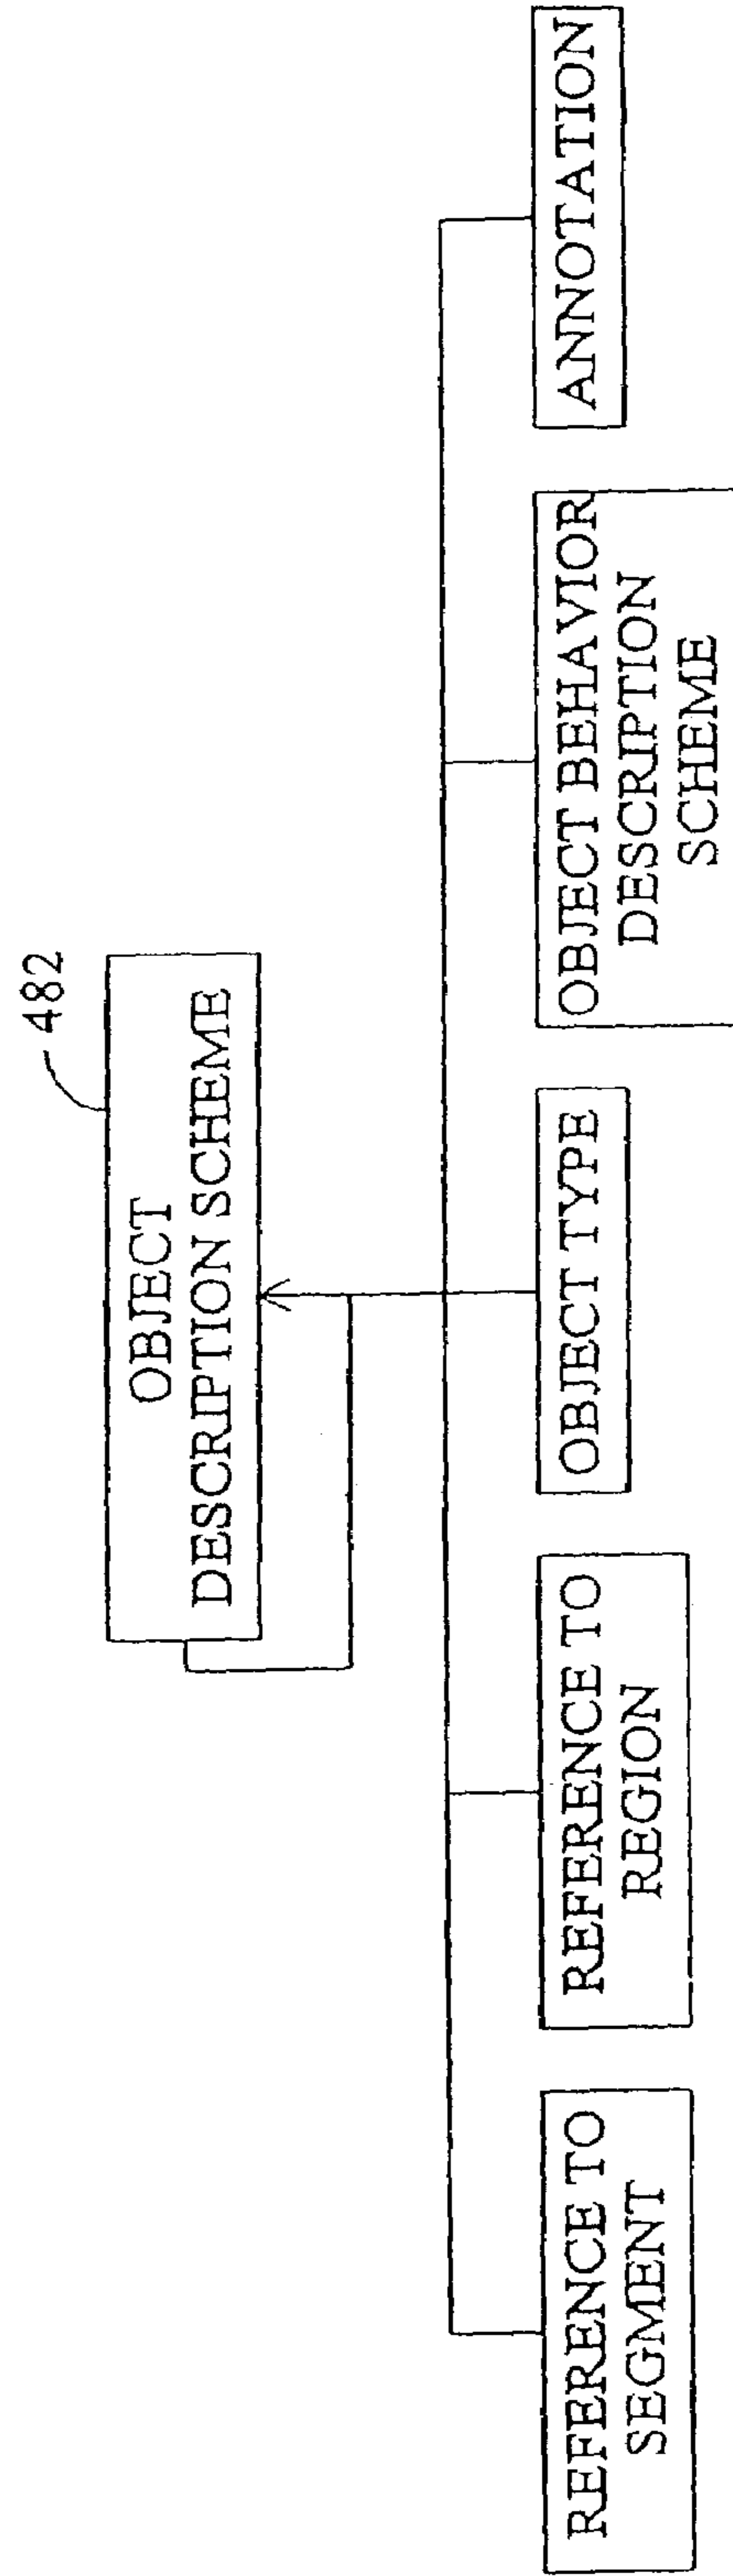 482
OBJECT
DESCRIPTION SCHEME
REFERENCE TO
SEGMENT
REFERENCE TO
REGION
OBJECT TYPE
OBJECT BEHAVIOR
DESCRIPTION
SCHEME
ANNOTATION